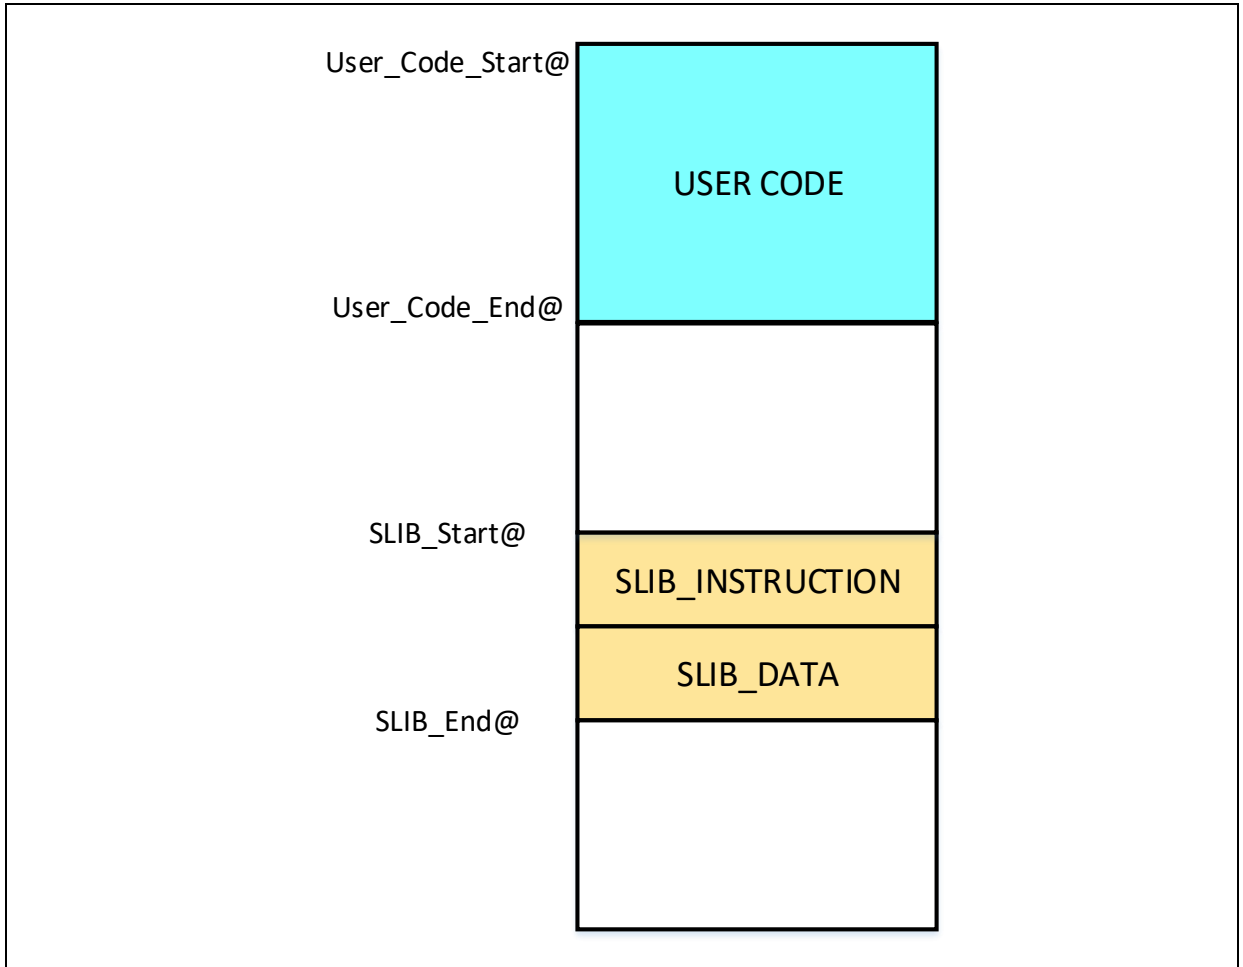 User_Code_Start@
USER CODE
User_Code_End@
SLIB_Start@
SLIB_INSTRUCTION
SLIB_DATA
SLIB_End@